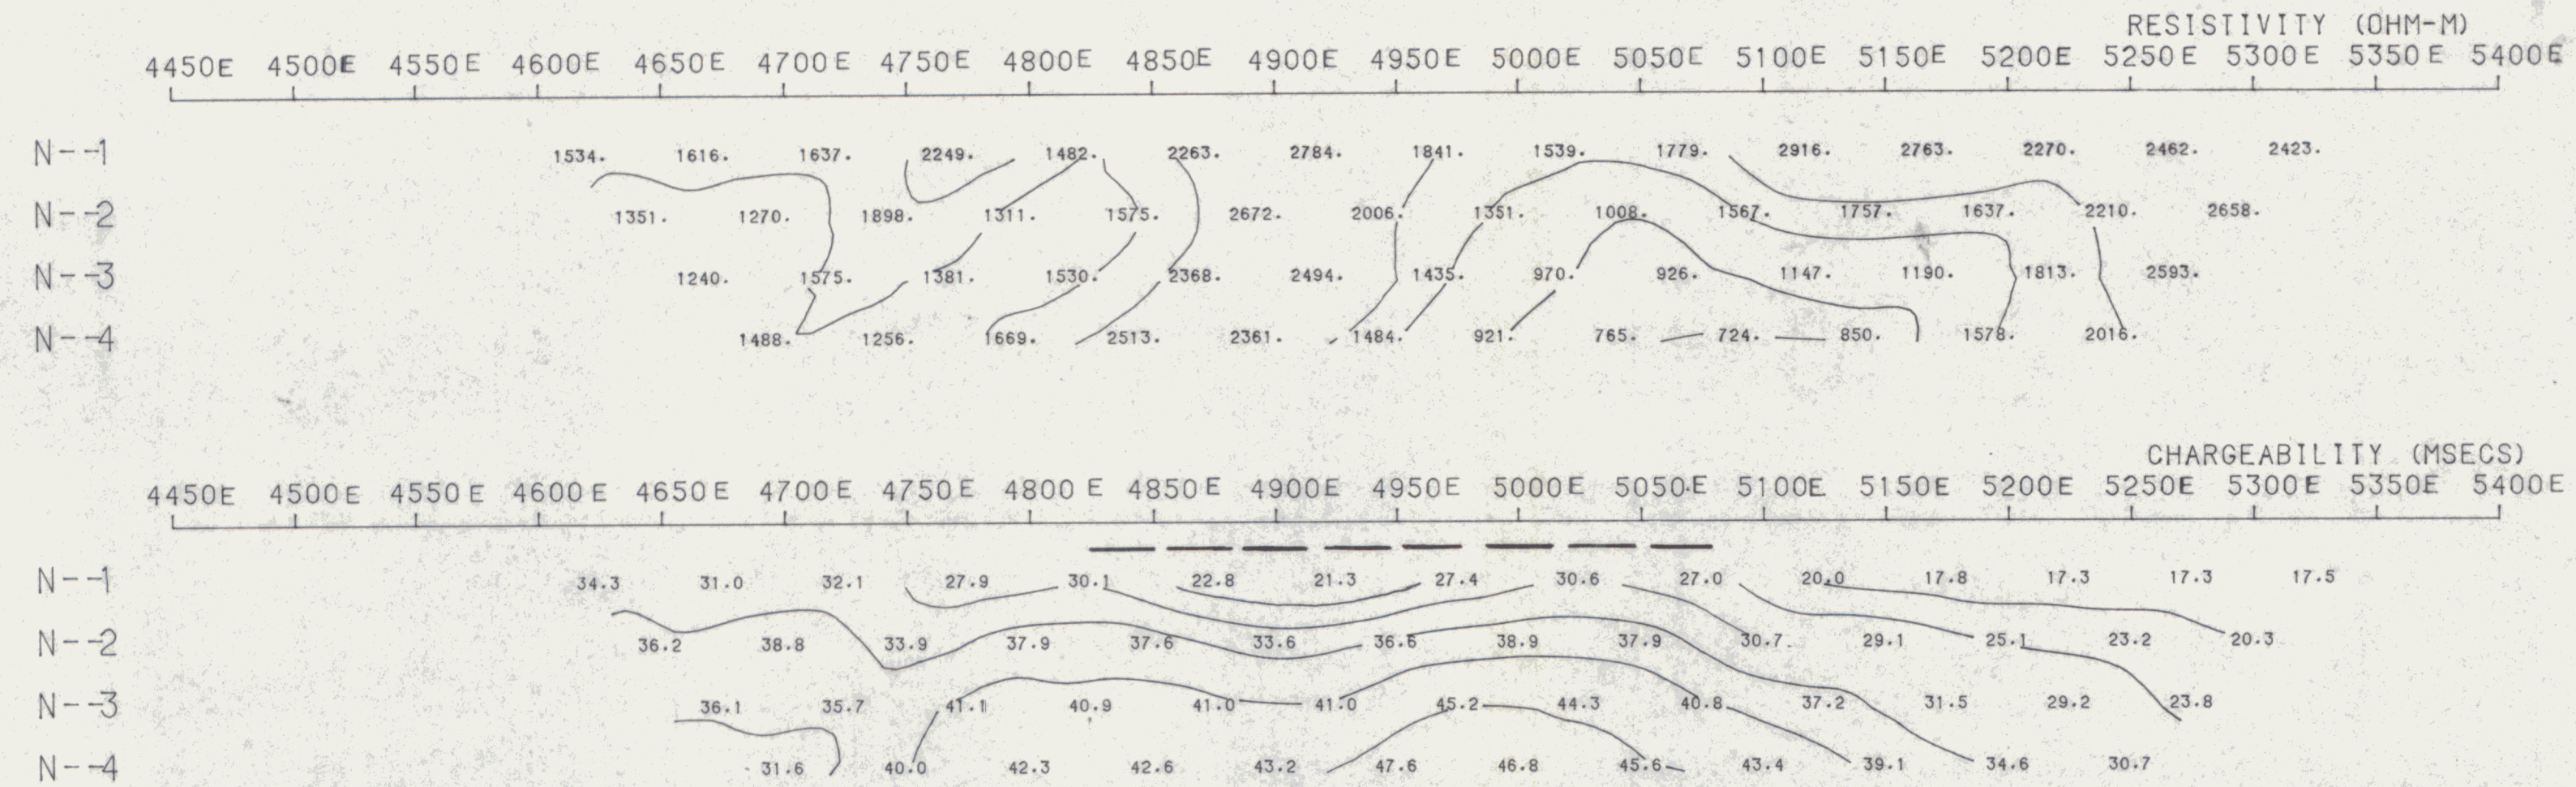 RESISTIVITY (OHM-M)
4450E 4500E 4550E 4600E 4650E 4700E 4750E 4800E 4850E 4900E 4950E 5000E 5050E 5100E 5150E 5200E 5250E 5300E 5350E 5400E
N--1 1534. 1616. 1637. 2249. 1482. 2263. 2784. 1841. 1539. 1779. 2916. 2763. 2270. 2462. 2423.
N--2 1351. 1270. 1898. 1311. 1575. 2672. 2006. 1351. 1008. 1567. 1757. 1637. 2210. 2658.
N--3 1240. 1575. 1381. 1530. 2368. 2494. 1435. 970. 926. 1147. 1190. 1813. 2593.
N--4 1488. 1256. 1669. 2513. 2361. 1484. 921. 765. 724. 850. 1578. 2016.
CHARGEABILITY (MSECS)
4450E 4500E 4550E 4600E 4650E 4700E 4750E 4800E 4850E 4900E 4950E 5000E 5050E 5100E 5150E 5200E 5250E 5300E 5350E 5400E
N--1 34.3 31.0 32.1 27.9 30.1 22.8 21.3 27.4 30.6 27.0 20.0 17.8 17.3 17.3 17.5
N--2 36.2 38.8 33.9 37.9 37.6 33.6 36.6 38.9 37.9 30.7 29.1 25.1 23.2 20.3
N--3 36.1 35.7 41.1 40.9 41.0 41.0 45.2 44.3 40.8 37.2 31.5 29.2 23.8
N--4 31.6 40.0 42.3 42.6 43.2 47.6 46.8 45.6 43.4 39.1 34.6 30.7